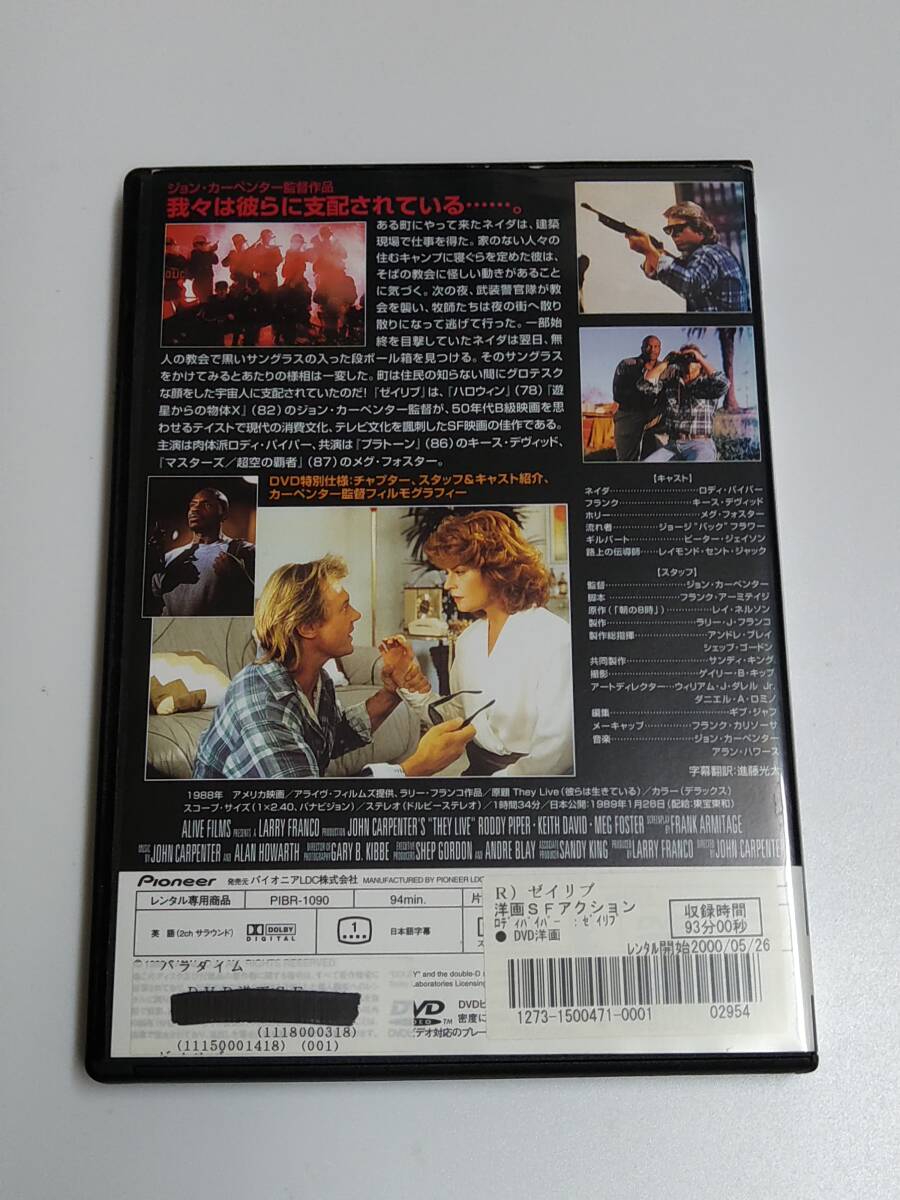 ジョン・カーペンター監督作品
我々は彼らに支配されている……。
ある町にやって来たネイダは、建築
現場で仕事を得た。家のない人々の
住むキャンプに寝ぐらを定めた彼は、
そばの教会に怪しい動きがあること
に気づく。次の夜、武装警官隊が教
会を襲い、牧師たちは夜の街へ散り
散りになって逃げて行った。一部始
終を目撃していたネイダは翌日、無
人の教会で黒いサングラスの入った段ボール箱を見つける。そのサングラス
をかけてみるとあたりの様相は一変した。町は住民の知らない間にグロテスク
な顔をした宇宙人に支配されていたのだ!『ゼイリブ』は、『ハロウィン』(78)『遊
星からの物体X』(82)のジョン・カーペンター監督が、50年代B級映画を思
わせるテイストで現代の消費文化、テレビ文化を諷刺したSF映画の佳作である。
主演は肉体派ロディ・パイパー、共演は『プラトーン』(86)のキース・デヴィッド、
『マスターズ/超空の覇者』(87)のメグ・フォスター。
DVD特別仕様:チャプター、スタッフ&キャスト紹介、
カーペンター監督フィルモグラフィー
【キャスト】
ネイダ……………………ロディ・パイパー
フランク…………………キース・デヴィッド
ホリー……………………メグ・フォスター
流れ者………ジョージ"バック"フラワー
ギルバート………………ピーター・ジェイソン
路上の伝導師……レイモンド・セント・ジャック
【スタッフ】
監督……………………ジョン・カーペンター
脚本………………フランク・アーミテイジ
原作(「朝の8時」)…………レイ・ネルソン
製作………………ラリー・J・フランコ
製作総指揮……………アンドレ・ブレイ
シェップ・ゴードン
共同製作………………サンディ・キング
撮影………………ゲイリー・B・キップ
アートディレクター…ウィリアム・J・ダレル Jr.
ダニエル・A・ロミノ
編集……………………ギブ・ジャフ
メーキャップ…………フランク・カリソーサ
音楽……………………ジョン・カーペンター
アラン・ハワース
字幕翻訳:進藤光太
1988年 アメリカ映画/アライヴ・フィルムズ提供、ラリー・フランコ作品/原題 They Live(彼らは生きている)/カラー(デラックス)
スコープ・サイズ(1×2.40、パナビジョン)/ステレオ(ドルビーステレオ)/1時間34分/日本公開:1989年1月28日(配給:東宝東和)
ALIVE FILMS PRESENTS A LARRY FRANCO PRODUCTION JOHN CARPENTER'S "THEY LIVE" RODDY PIPER・KEITH DAVID・MEG FOSTER SCREENPLAY BY FRANK ARMITAGE
MUSIC BY JOHN CARPENTER AND ALAN HOWARTH DIRECTOR OF PHOTOGRAPHY GARY B. KIBBE EXECUTIVE PRODUCERS SHEP GORDON AND ANDRE BLAY ASSOCIATE PRODUCER SANDY KING PRODUCED BY LARRY FRANCO DIRECTED BY JOHN CARPENTER
Pioneer 発売元 パイオニアLDC株式会社 MANUFACTURED BY PIONEER LDC
レンタル専用商品 PIBR-1090 94min. 片
英 語(2ch サラウンド) DOLBY DIGITAL 1 日本語字幕
R) ゼイリブ
洋画SFアクション
ロディパイパー :ゼイリブ
● DVD洋画
収録時間
93分00秒
レンタル開始2000/05/26
1273-1500471-0001 02954
RIGHTS RESERVED.
パラダイム
(1118000318)
(11150001418) (001)
Y" and the double-D
Laboratories Licensing
DVD VIDEO TM
DVDビ
密度に
デオ対応のプレー